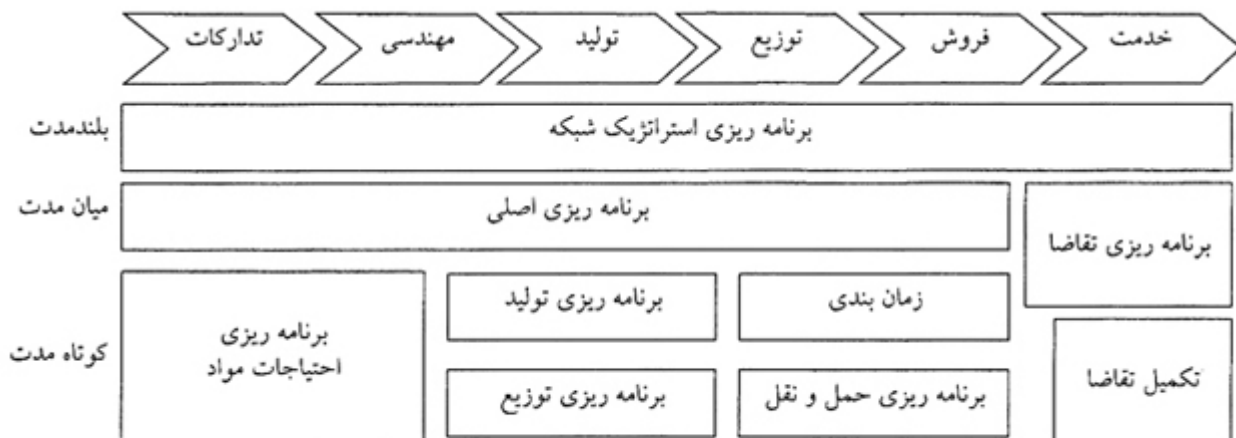 تدارکات
مهندسی
تولید
توزیع
فروش
خدمت
بلندمدت
برنامه ریزی استراتژیک شبکه
میان مدت
برنامه ریزی اصلی
برنامه ریزی تقاضا
کوتاه مدت
برنامه ریزی
احتیاجات مواد
برنامه ریزی تولید
زمان بندی
برنامه ریزی توزیع
برنامه ریزی حمل و نقل
تکمیل تقاضا